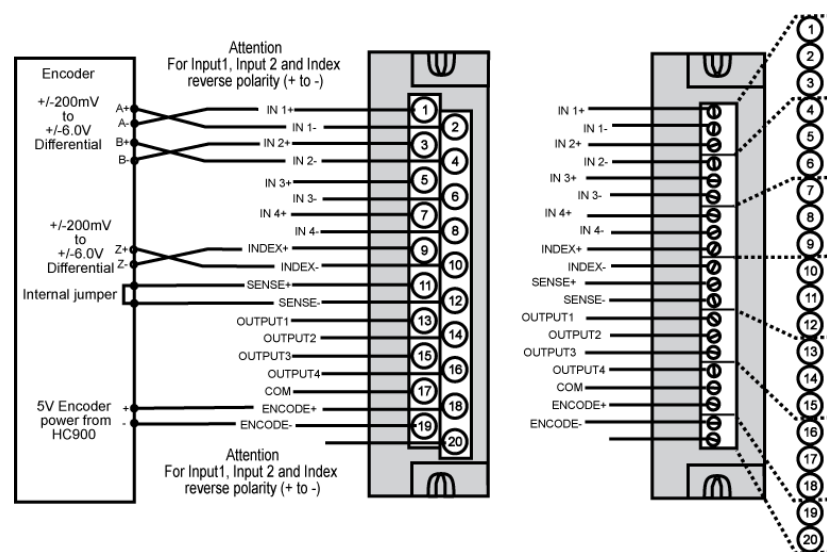 Attention
For Input1, Input 2 and Index
reverse polarity (+ to -)
Encoder
+/-200mV
to
+/-6.0V
Differential
A+
A-
B+
B-
+/-200mV
to
+/-6.0V
Differential
Z+
Z-
Internal jumper
5V Encoder
power from
HC900
+
-
IN 1+
IN 1-
IN 2+
IN 2-
IN 3+
IN 3-
IN 4+
IN 4-
INDEX+
INDEX-
SENSE+
SENSE-
OUTPUT1
OUTPUT2
OUTPUT3
OUTPUT4
COM
ENCODE+
ENCODE-
1
2
3
4
5
6
7
8
9
10
11
12
13
14
15
16
17
18
19
20
Attention
For Input1, Input 2 and Index
reverse polarity (+ to -)
IN 1+
IN 1-
IN 2+
IN 2-
IN 3+
IN 3-
IN 4+
IN 4-
INDEX+
INDEX-
SENSE+
SENSE-
OUTPUT1
OUTPUT2
OUTPUT3
OUTPUT4
COM
ENCODE+
ENCODE-
1
2
3
4
5
6
7
8
9
10
11
12
13
14
15
16
17
18
19
20